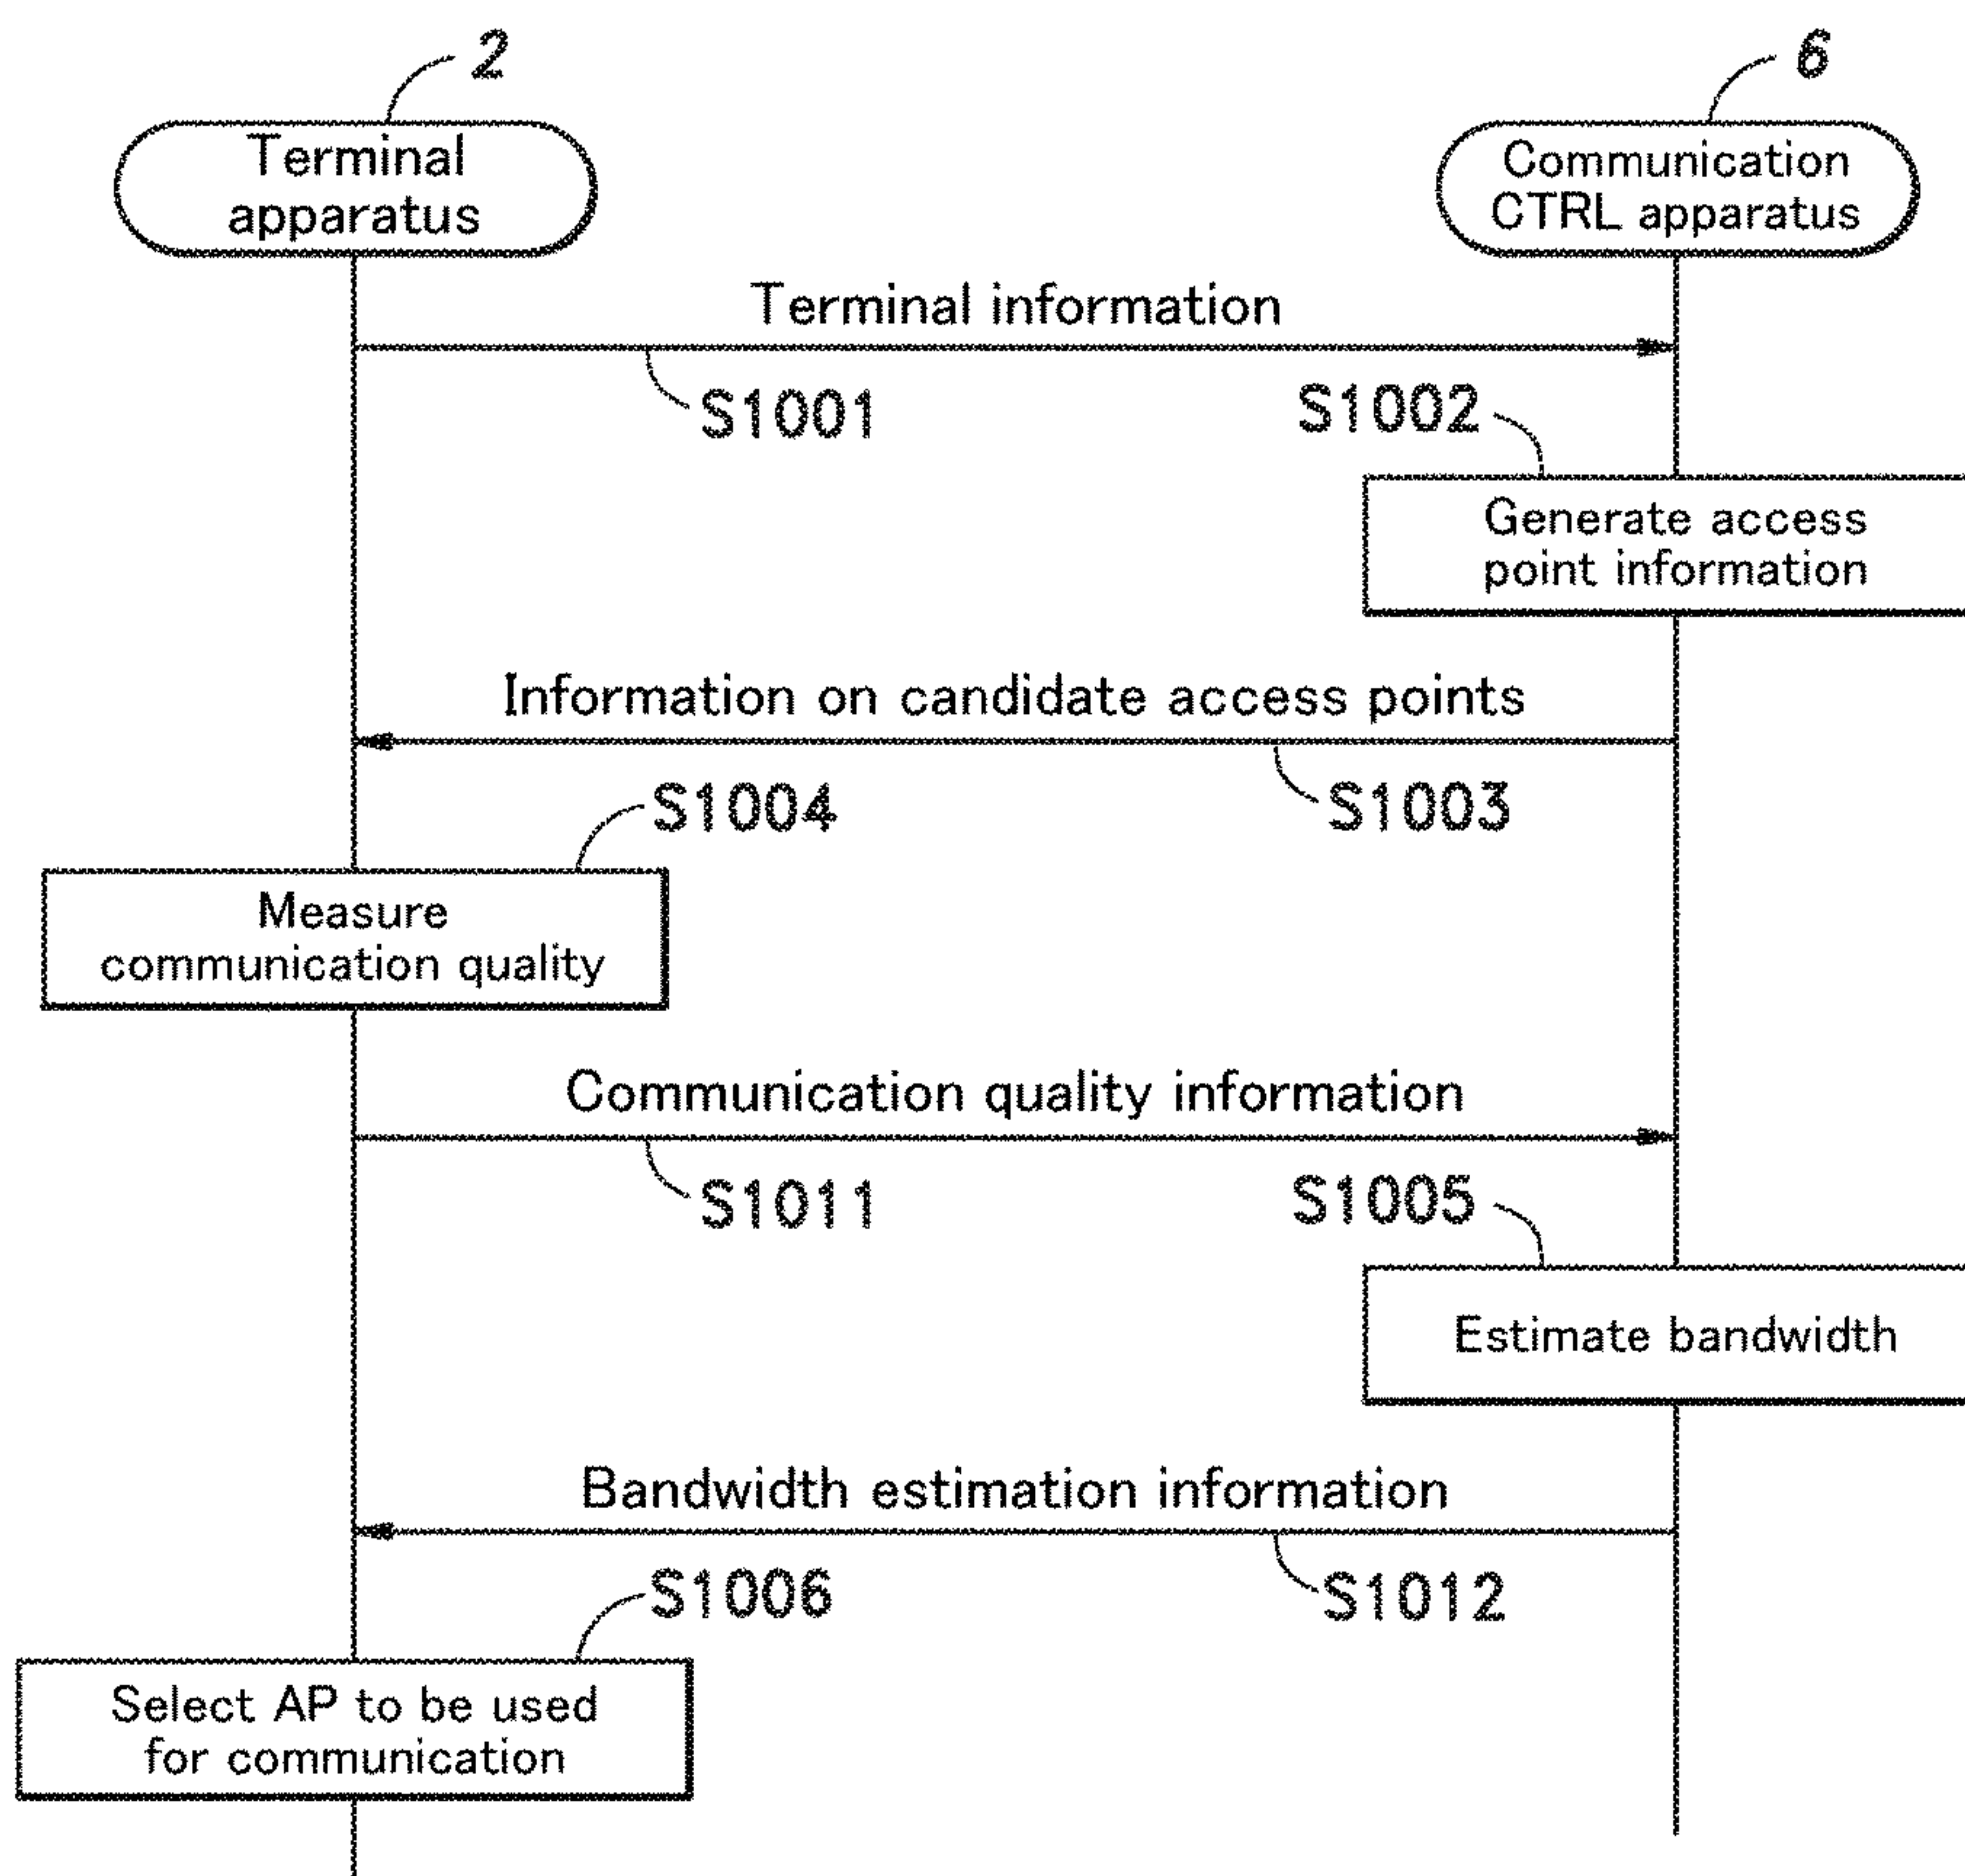 2
6
Terminal
apparatus
Communication
CTRL apparatus
Terminal information
S1001
S1002
Generate access
point information
Information on candidate access points
S1003
S1004
Measure
communication quality
Communication quality information
S1011
S1005
Estimate bandwidth
Bandwidth estimation information
S1012
S1006
Select AP to be used
for communication